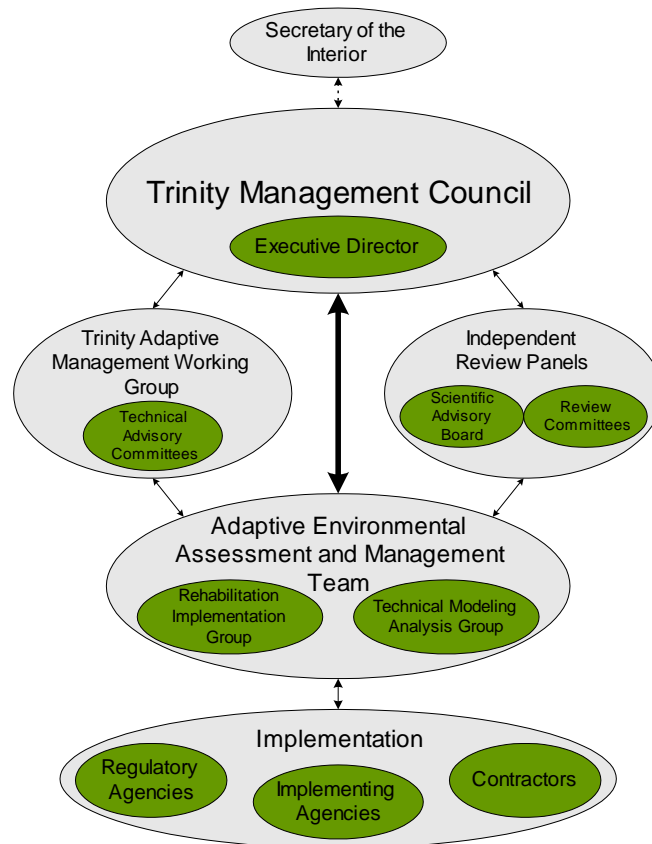 Secretary of the
Interior
Trinity Management Council
Executive Director
Trinity Adaptive
Management Working
Group
Technical
Advisory
Committees
Independent
Review Panels
Scientific
Advisory
Board
Review
Committees
Adaptive Environmental
Assessment and Management
Team
Rehabilitation
Implementation
Group
Technical Modeling
Analysis Group
Implementation
Regulatory
Agencies
Implementing
Agencies
Contractors